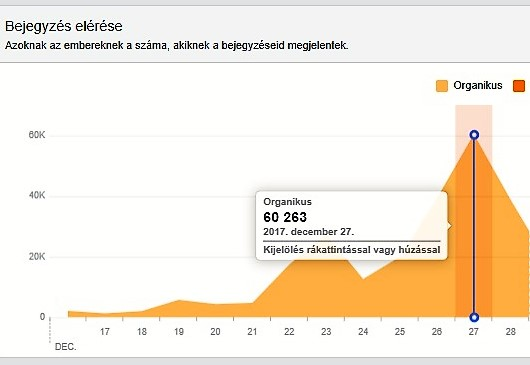 Bejegyzés elérése
Azoknak az embereknek a száma, akiknek a bejegyzéseid megjelentek.
Organikus
60K
40K
20K
0
Organikus
60 263
2017. december 27.
Kijelölés rákattintással vagy húzással
17 18 19 20 21 22 23 24 25 26 27 28
DEC.